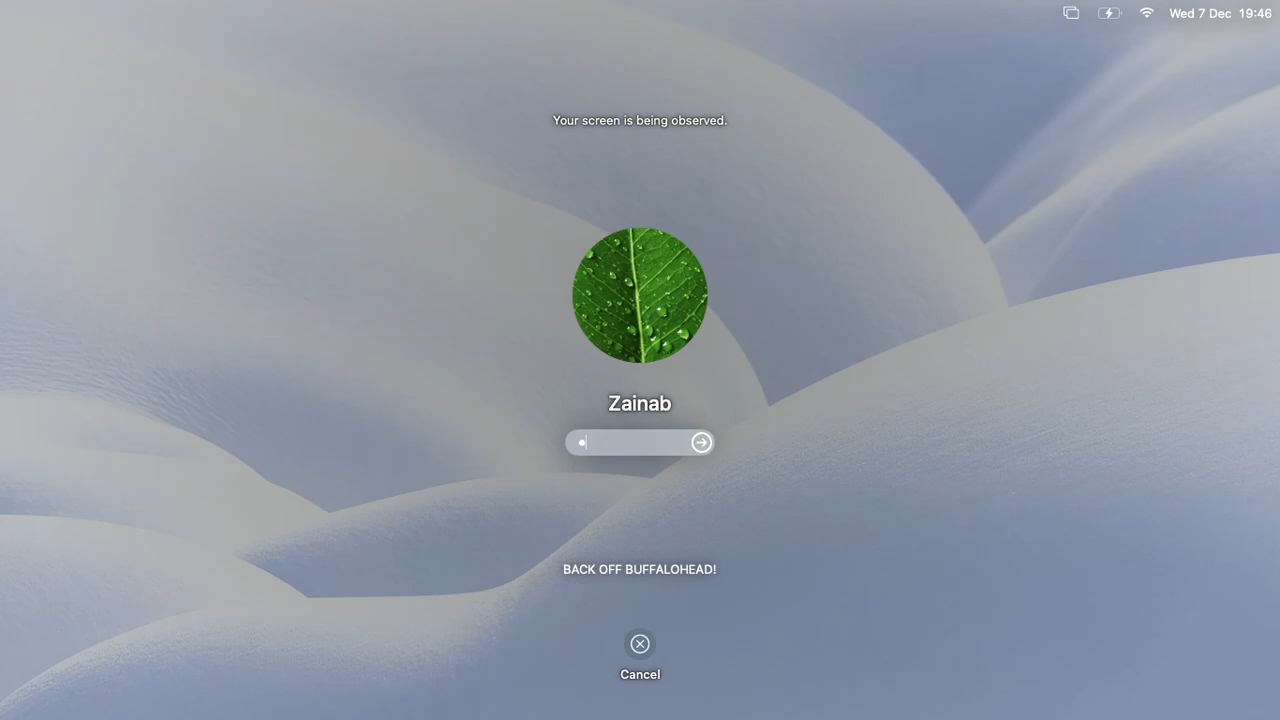 Wed 7 Dec 19:46
Your screen is being observed.
Zainab
BACK OFF BUFFALOHEAD!
Cancel